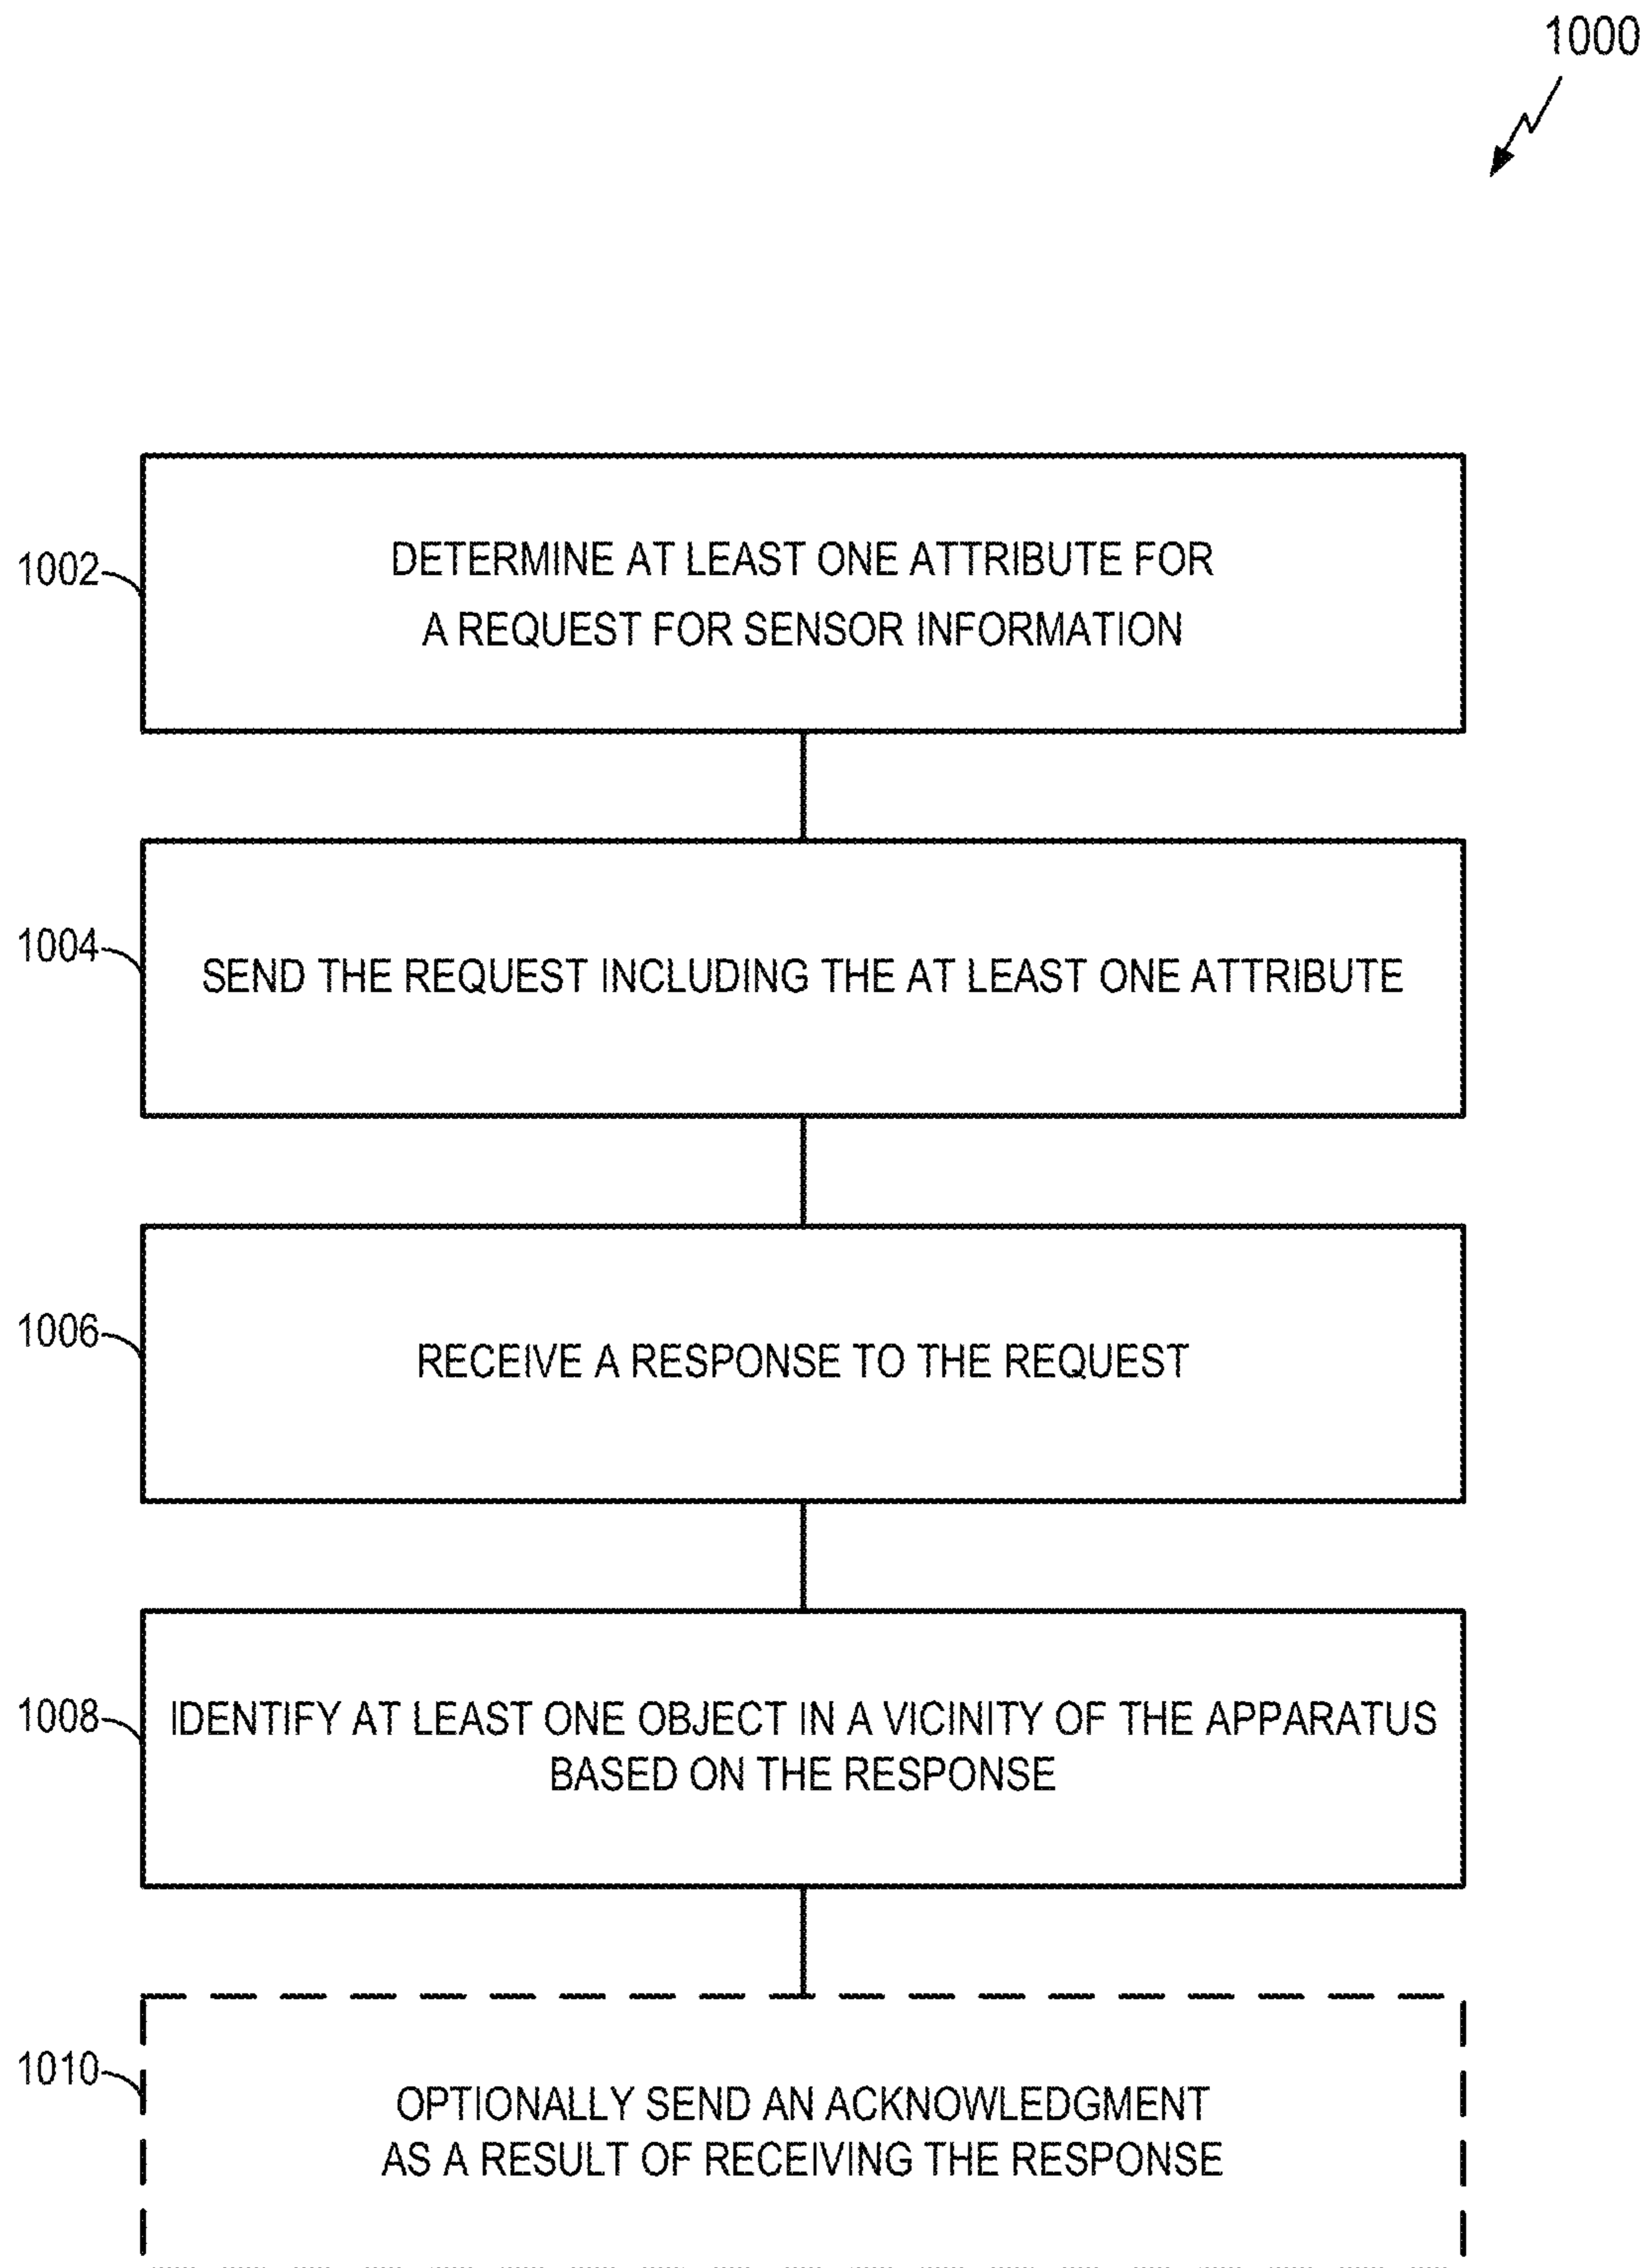 1000
1002
DETERMINE AT LEAST ONE ATTRIBUTE FOR
A REQUEST FOR SENSOR INFORMATION
1004
SEND THE REQUEST INCLUDING THE AT LEAST ONE ATTRIBUTE
1006
RECEIVE A RESPONSE TO THE REQUEST
1008
IDENTIFY AT LEAST ONE OBJECT IN A VICINITY OF THE APPARATUS
BASED ON THE RESPONSE
1010
OPTIONALLY SEND AN ACKNOWLEDGMENT
AS A RESULT OF RECEIVING THE RESPONSE